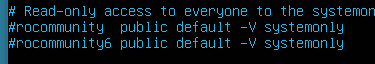 # Read-only access to everyone to the systemon
#rocommunity  public default -V systemonly
#rocommunity6 public default -V systemonly